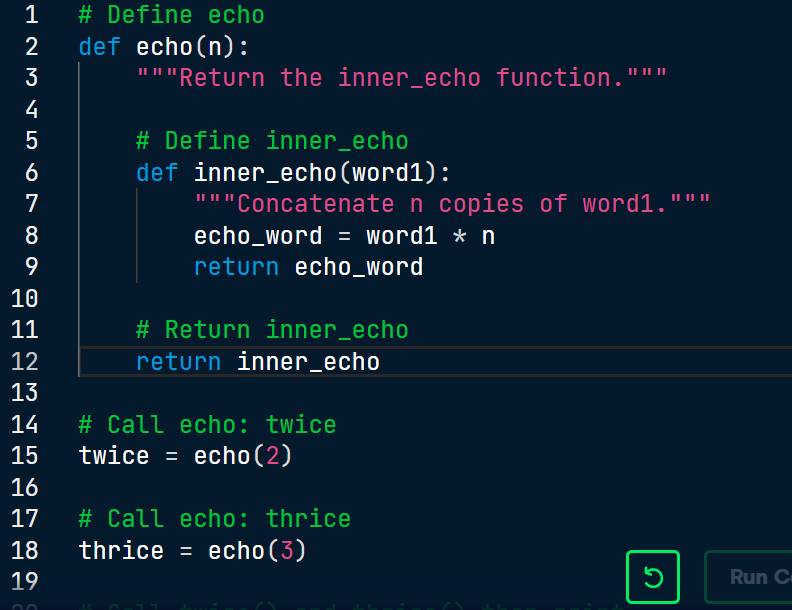 1 # Define echo
2 def echo(n):
3     """Return the inner_echo function."""
4
5     # Define inner_echo
6     def inner_echo(word1):
7         """Concatenate n copies of word1."""
8         echo_word = word1 * n
9         return echo_word
10
11     # Return inner_echo
12     return inner_echo
13
14 # Call echo: twice
15 twice = echo(2)
16
17 # Call echo: thrice
18 thrice = echo(3)
19
Run